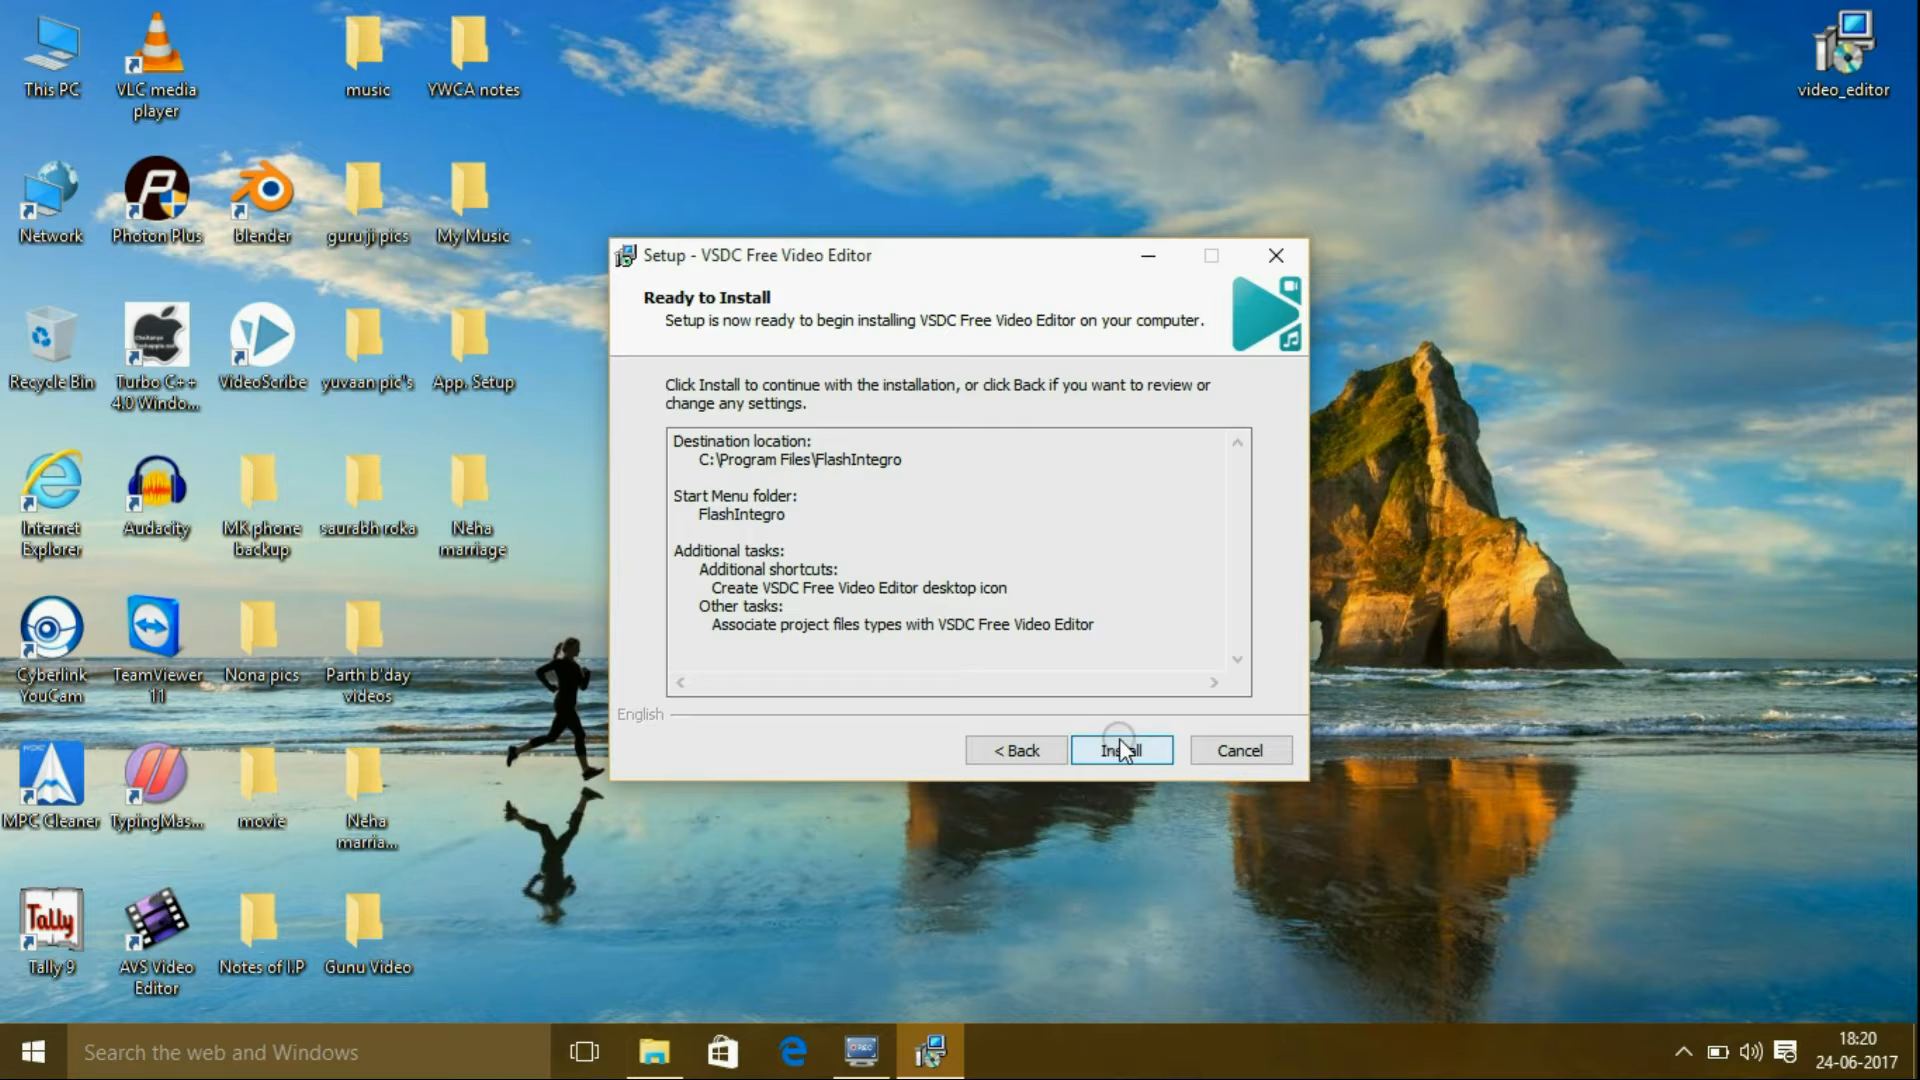 This PC
VLC media
player
music
YWCA notes
video_editor
Network
Photon Plus
blender
guru ji pics
My Music
Recycle Bin
Turbo C++
4.0 Windo...
VideoScribe
yuvaan pic's
App. Setup
Internet
Explorer
Audacity
MK phone
backup
saurabh roka
Neha
marriage
Cyberlink
YouCam
TeamViewer
11
Nona pics
Parth b'day
videos
MPC Cleaner
TypingMas...
movie
Neha
marria...
Tally
Tally 9
AVS Video
Editor
Notes of I.P
Gunu Video
Setup - VSDC Free Video Editor
Ready to Install
Setup is now ready to begin installing VSDC Free Video Editor on your computer.
Click Install to continue with the installation, or click Back if you want to review or
change any settings.
Destination location:
C:\Program Files\FlashIntegro
Start Menu folder:
FlashIntegro
Additional tasks:
Additional shortcuts:
Create VSDC Free Video Editor desktop icon
Other tasks:
Associate project files types with VSDC Free Video Editor
English
< Back
Install
Cancel
Search the web and Windows
18:20
24-06-2017